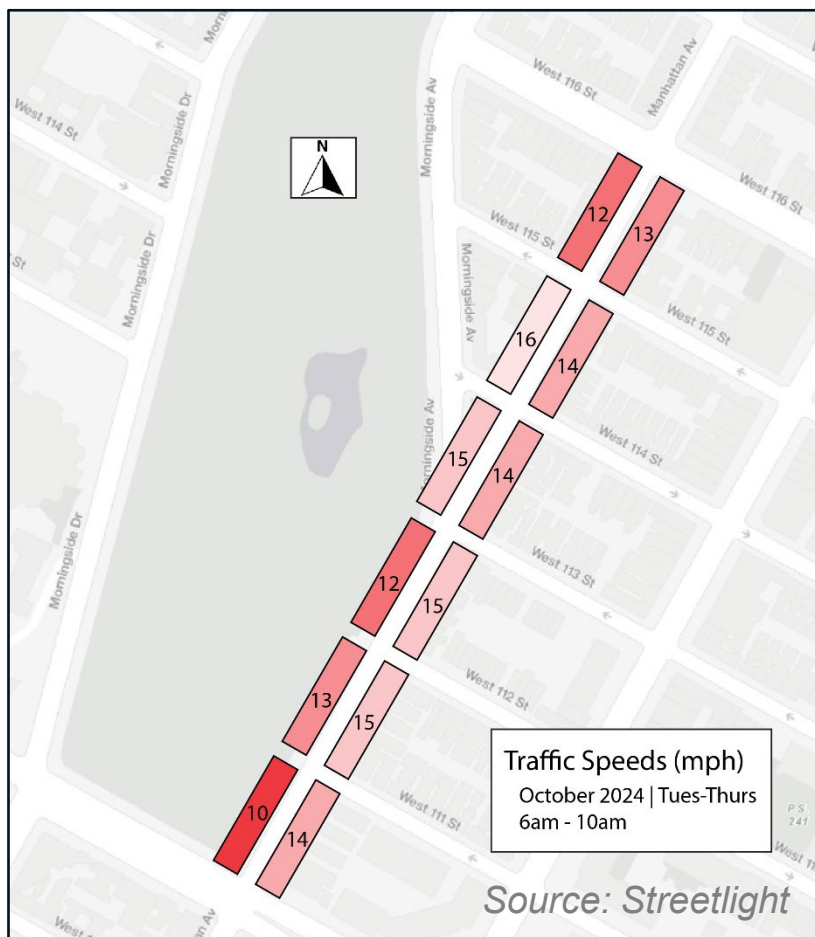 Morningside Dr
West 114 St
Morningside Dr
Morningside Dr
N
Morningside Av
Manhattan Av
West 116 St
West 116 St
West 115 St
West 115 St
Morningside Av
12
13
16
14
West 114 St
15
14
West 113 St
12
15
West 112 St
13
15
West 111 St
10
14
Traffic Speeds (mph)
October 2024 | Tues-Thurs
6am - 10am
P.S.
241
Source: Streetlight